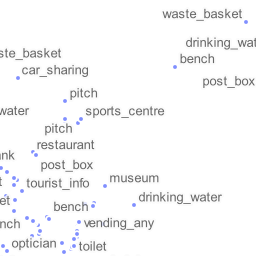 waste_basket
drinking_wat
ste_basket
bench
car_sharing
post_box
pitch
water
sports_centre
pitch
restaurant
nk
post_box
t
tourist_info
museum
et
bench
drinking_water
nch
vending_any
optician
toilet